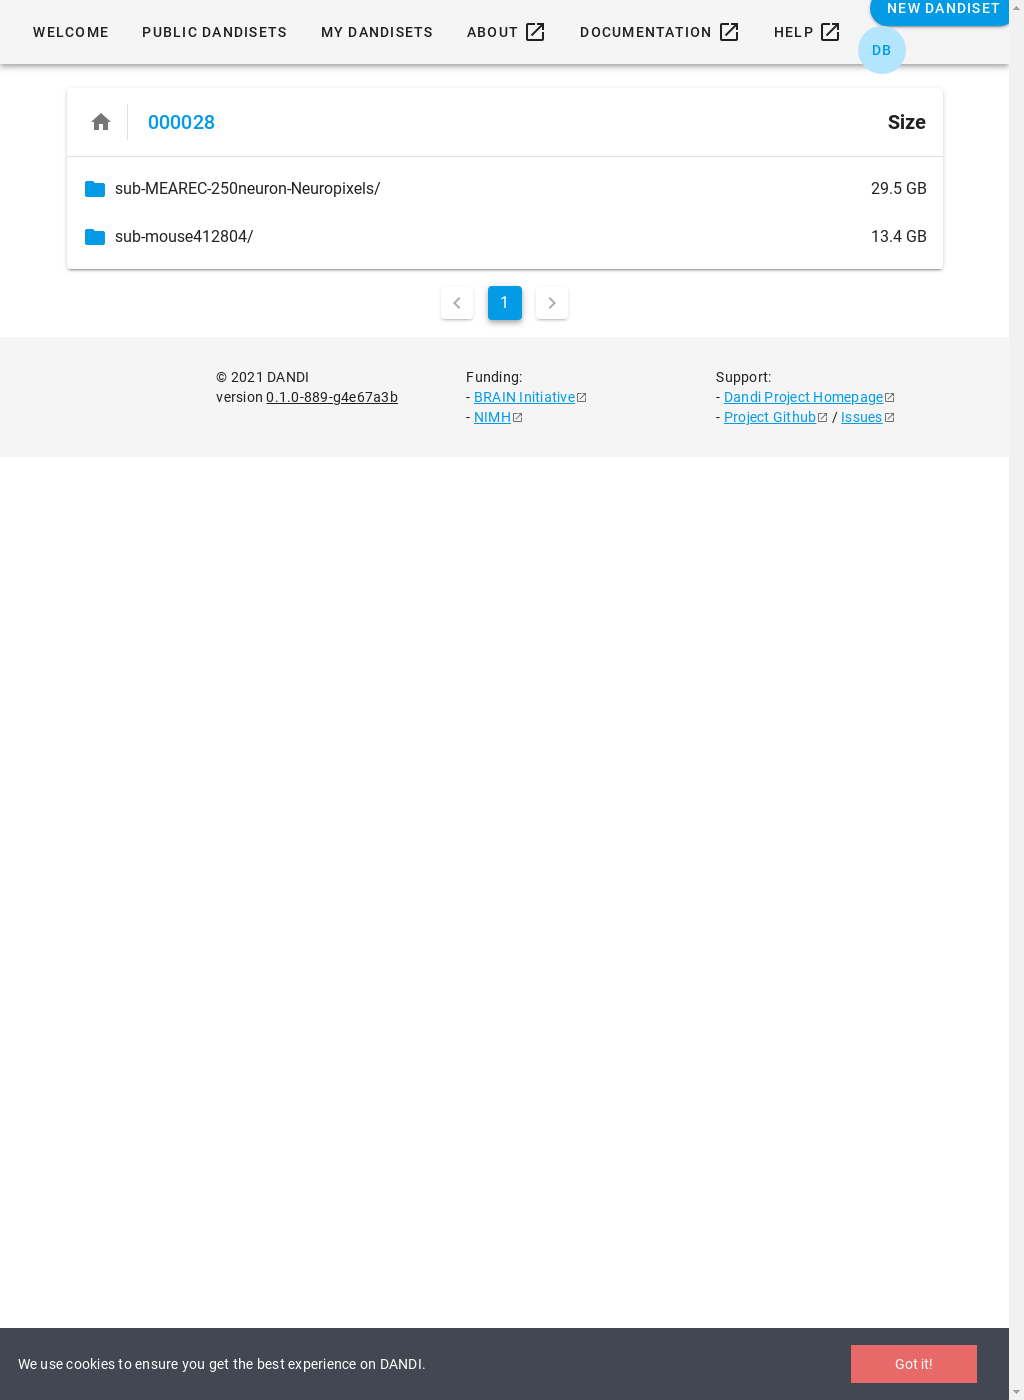 NEW DANDISET
WELCOME PUBLIC DANDISETS MY DANDISETS ABOUT DOCUMENTATION HELP
DB
000028 Size
sub-MEAREC-250neuron-Neuropixels/ 29.5 GB
sub-mouse412804/ 13.4 GB
1
© 2021 DANDI Funding: Support:
version 0.1.0-889-g4e67a3b - BRAIN Initiative - Dandi Project Homepage
- NIMH - Project Github / Issues
We use cookies to ensure you get the best experience on DANDI. Got it!